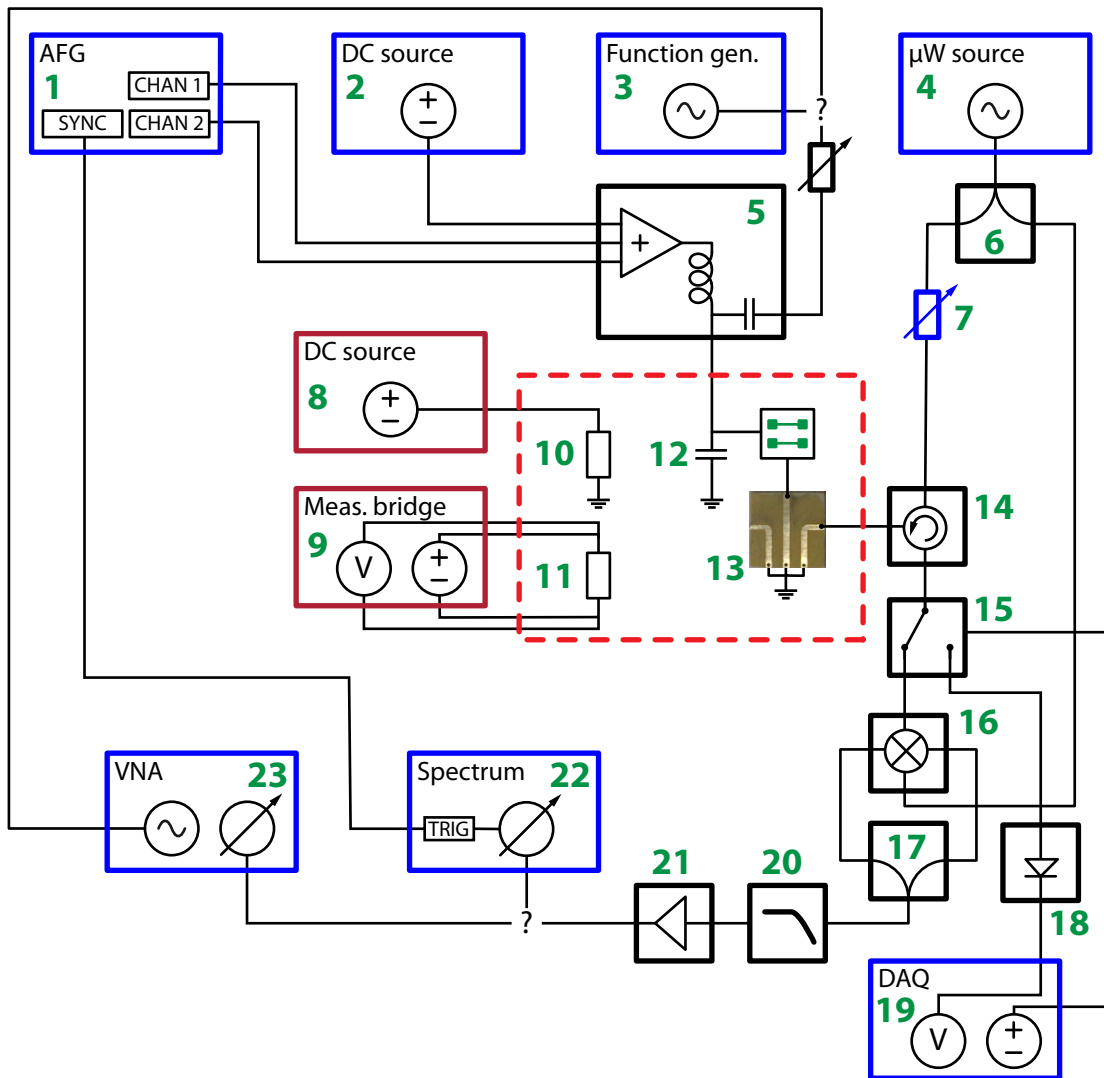 AFG
1
CHAN 1
SYNC
CHAN 2
DC source
2
+
−
Function gen.
3
?
µW source
4
5
+
6
7
DC source
8
+
−
10
12
Meas. bridge
9
V
+
−
11
13
14
15
16
VNA
23
Spectrum
22
TRIG
17
21
20
?
18
DAQ
19
V
+
−